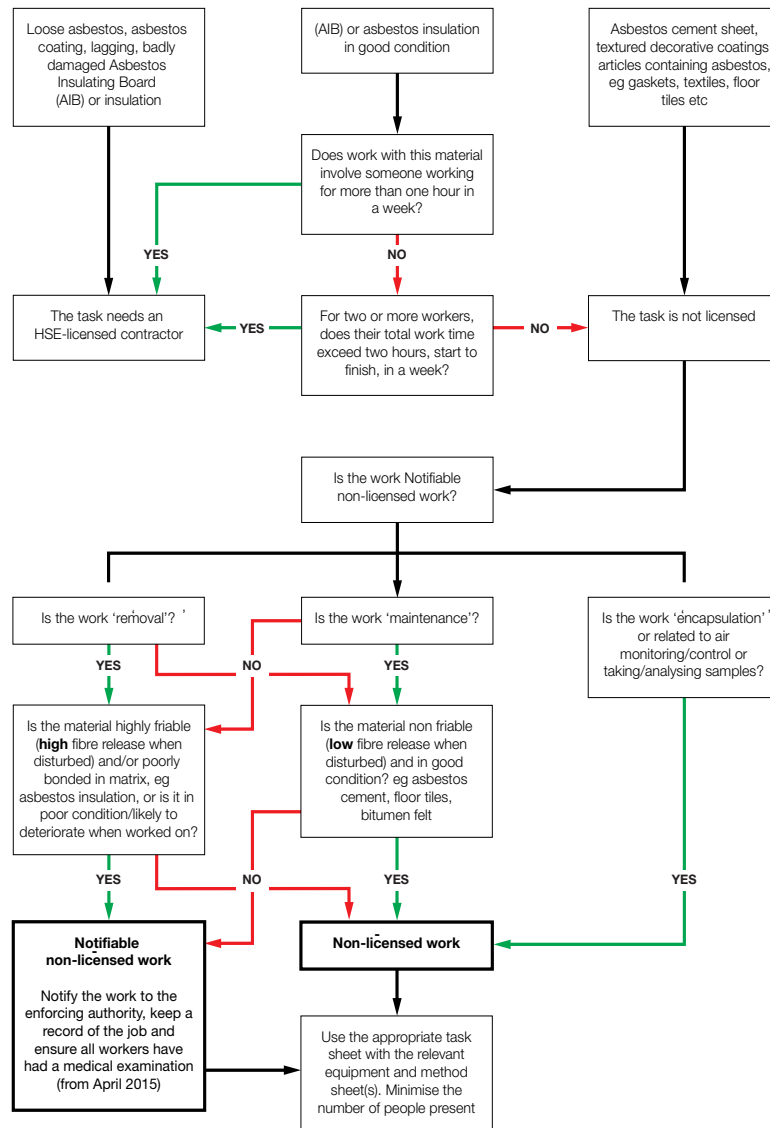 Loose asbestos, asbestos
coating, lagging, badly
damaged Asbestos
Insulating Board
(AIB) or insulation
(AIB) or asbestos insulation
in good condition
Asbestos cement sheet,
textured decorative coatings
articles containing asbestos,
eg gaskets, textiles, floor
tiles etc
Does work with this material
involve someone working
for more than one hour in
a week?
YES
NO
The task needs an
HSE-licensed contractor
YES
For two or more workers,
does their total work time
exceed two hours, start to
finish, in a week?
NO
The task is not licensed
Is the work Notifiable
non-licensed work?
Is the work ‘removal’?
Is the work ‘maintenance’?
Is the work ‘encapsulation’
or related to air
monitoring/control or
taking/analysing samples?
YES
NO
YES
Is the material highly friable
(high fibre release when
disturbed) and/or poorly
bonded in matrix, eg
asbestos insulation, or is it in
poor condition/likely to
deteriorate when worked on?
Is the material non friable
(low fibre release when
disturbed) and in good
condition? eg asbestos
cement, floor tiles,
bitumen felt
YES
NO
YES
YES
Notifiable
non-licensed work
Notify the work to the
enforcing authority, keep a
record of the job and
ensure all workers have
had a medical examination
(from April 2015)
Non-licensed work
Use the appropriate task
sheet with the relevant
equipment and method
sheet(s). Minimise the
number of people present